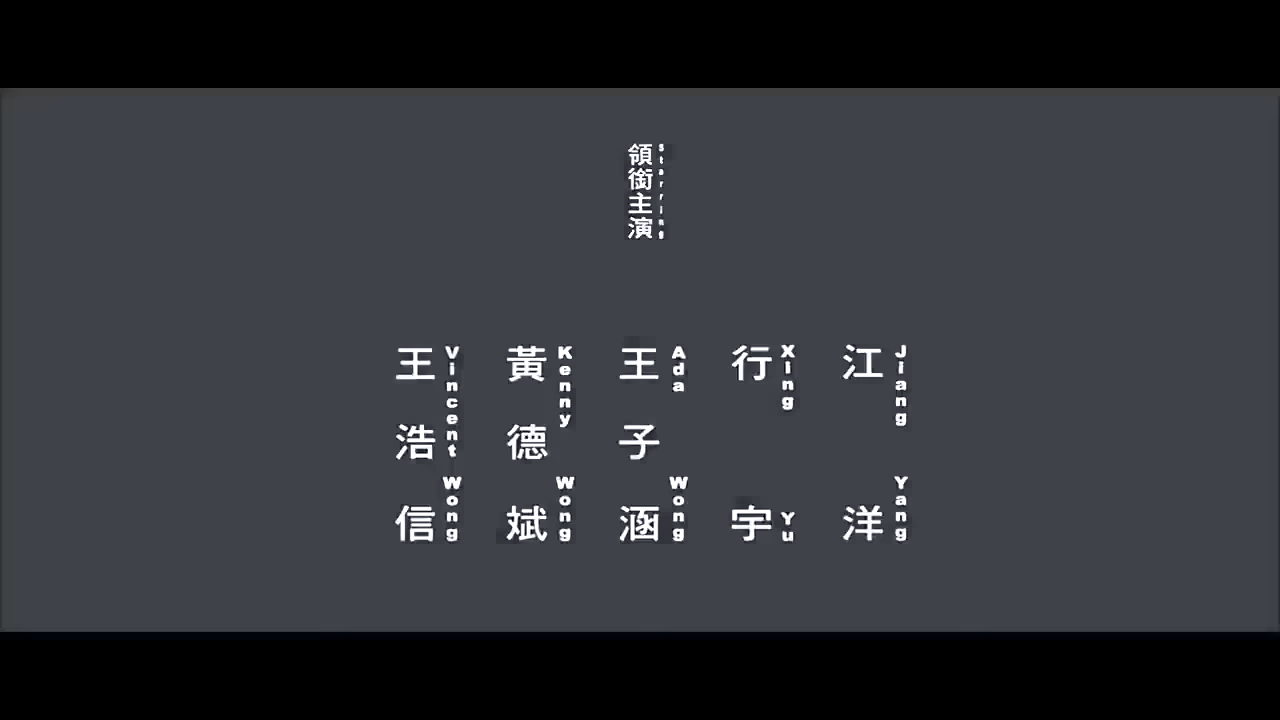 領銜主演
Starring
江洋
Jiang Yang
行宇
Xing Yu
王子涵
Ada Wong
黃德斌
Kenny Wong
王浩信
Vincent Wong